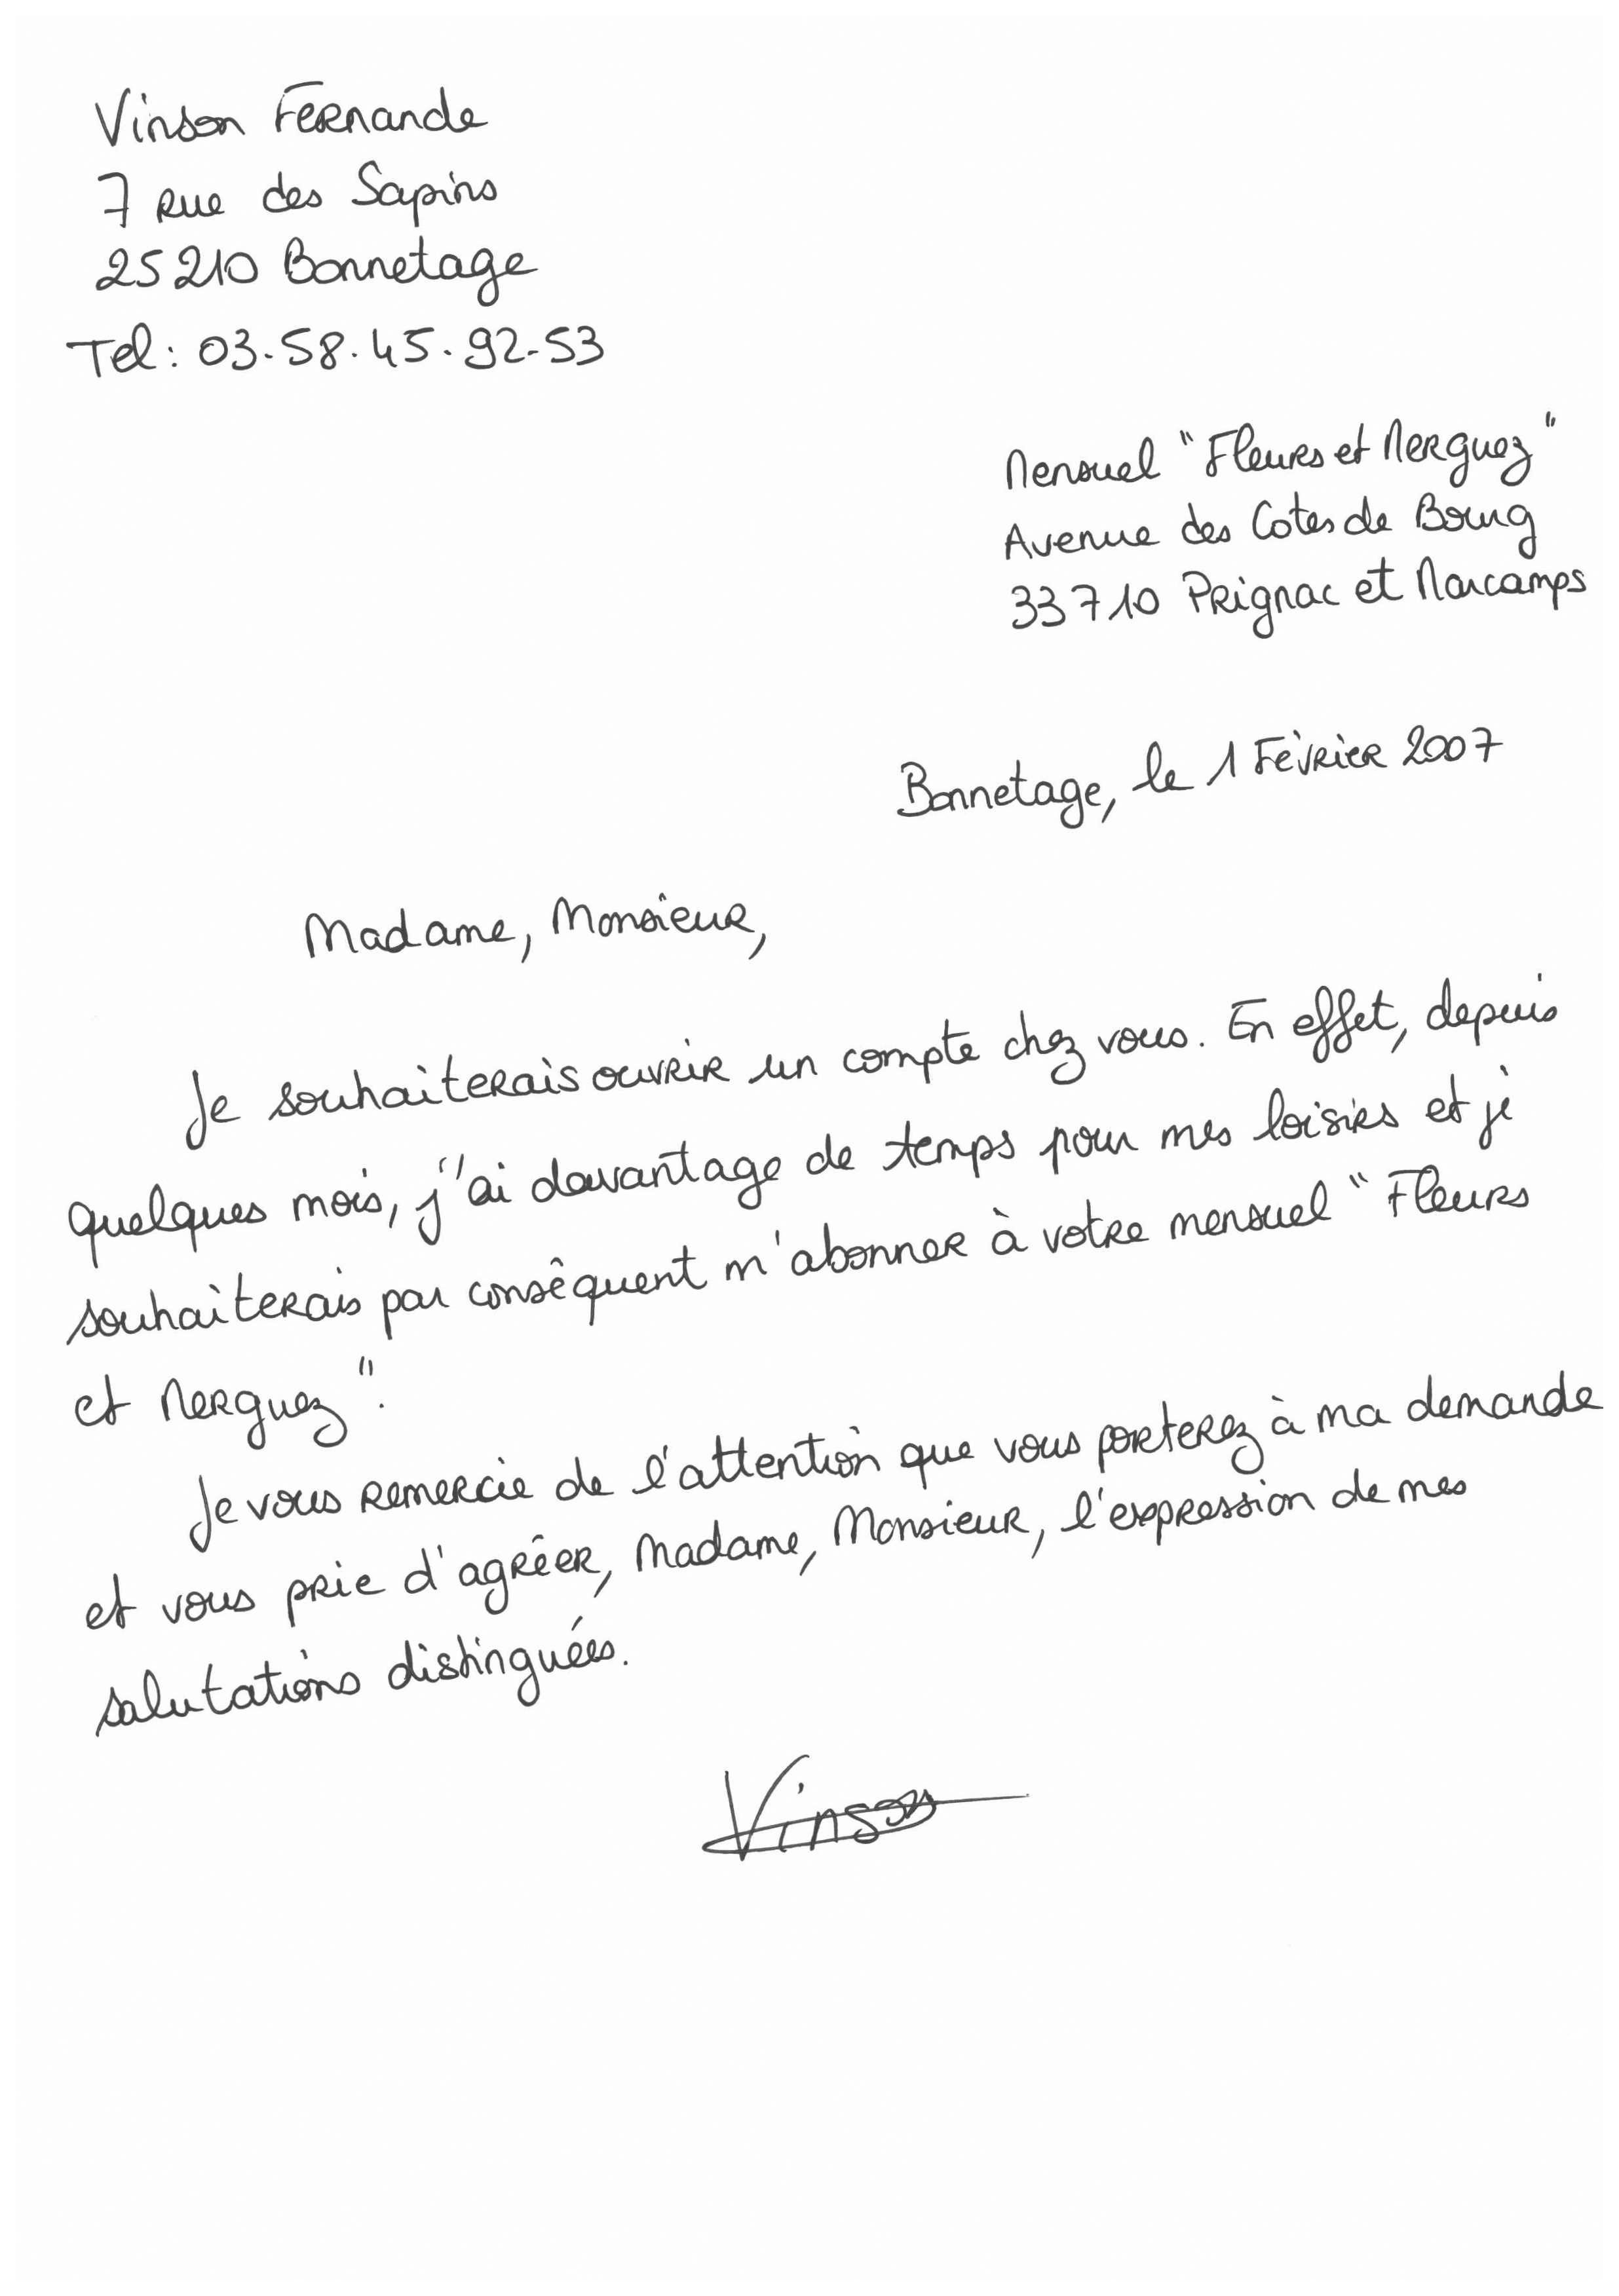 Vinson Fernande
7 rue des Sapins
25210 Bonnetage
Tel : 03.58.45.92.53
Mensuel "Fleurs et Merguez"
Avenue des Cotes de Bourg
33710 Prignac et Marcamps
Bonnetage, le 1 Février 2007
Madame, Monsieur,
Je souhaiterais ouvrir un compte chez vous. En effet, depuis
quelques mois, j'ai davantage de temps pour mes loisirs et je
souhaiterais par conséquent m'abonner à votre mensuel "Fleurs
et Merguez".
Je vous remercie de l'attention que vous porterez à ma demande
et vous prie d'agréer, Madame, Monsieur, l'expression de mes
salutations distinguées.
Vinson